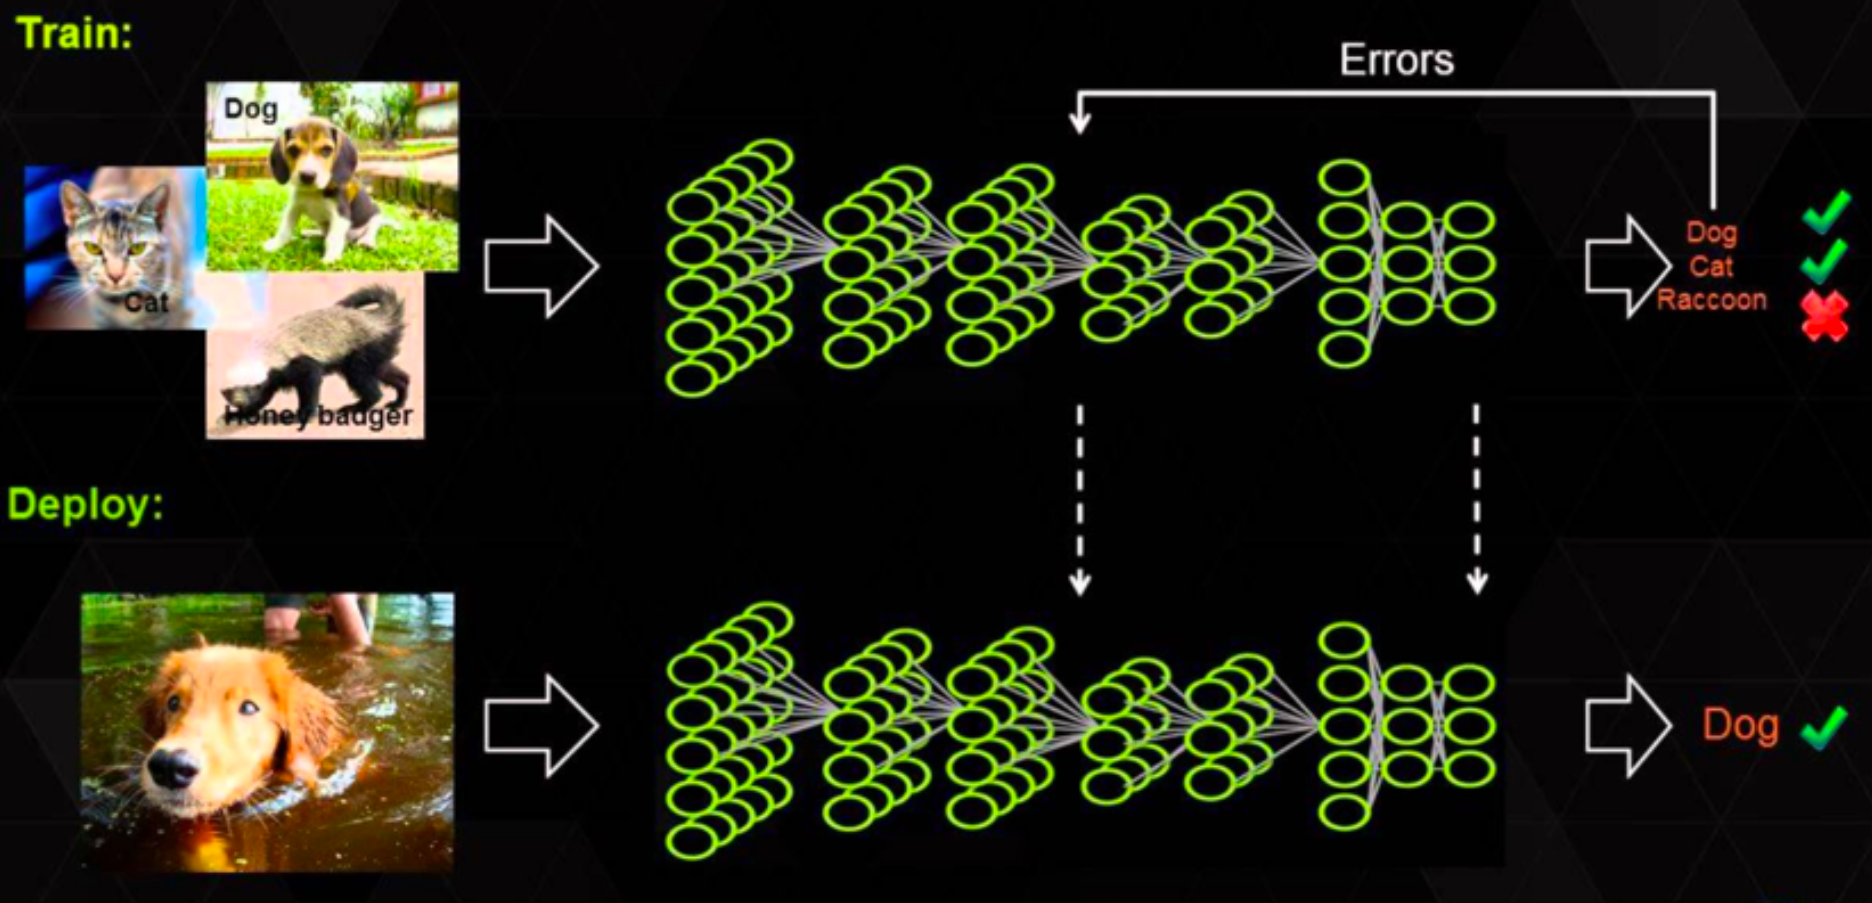 Train:
Errors
Dog
Cat
Honey badger
Dog
Cat
Raccoon
Deploy:
Dog